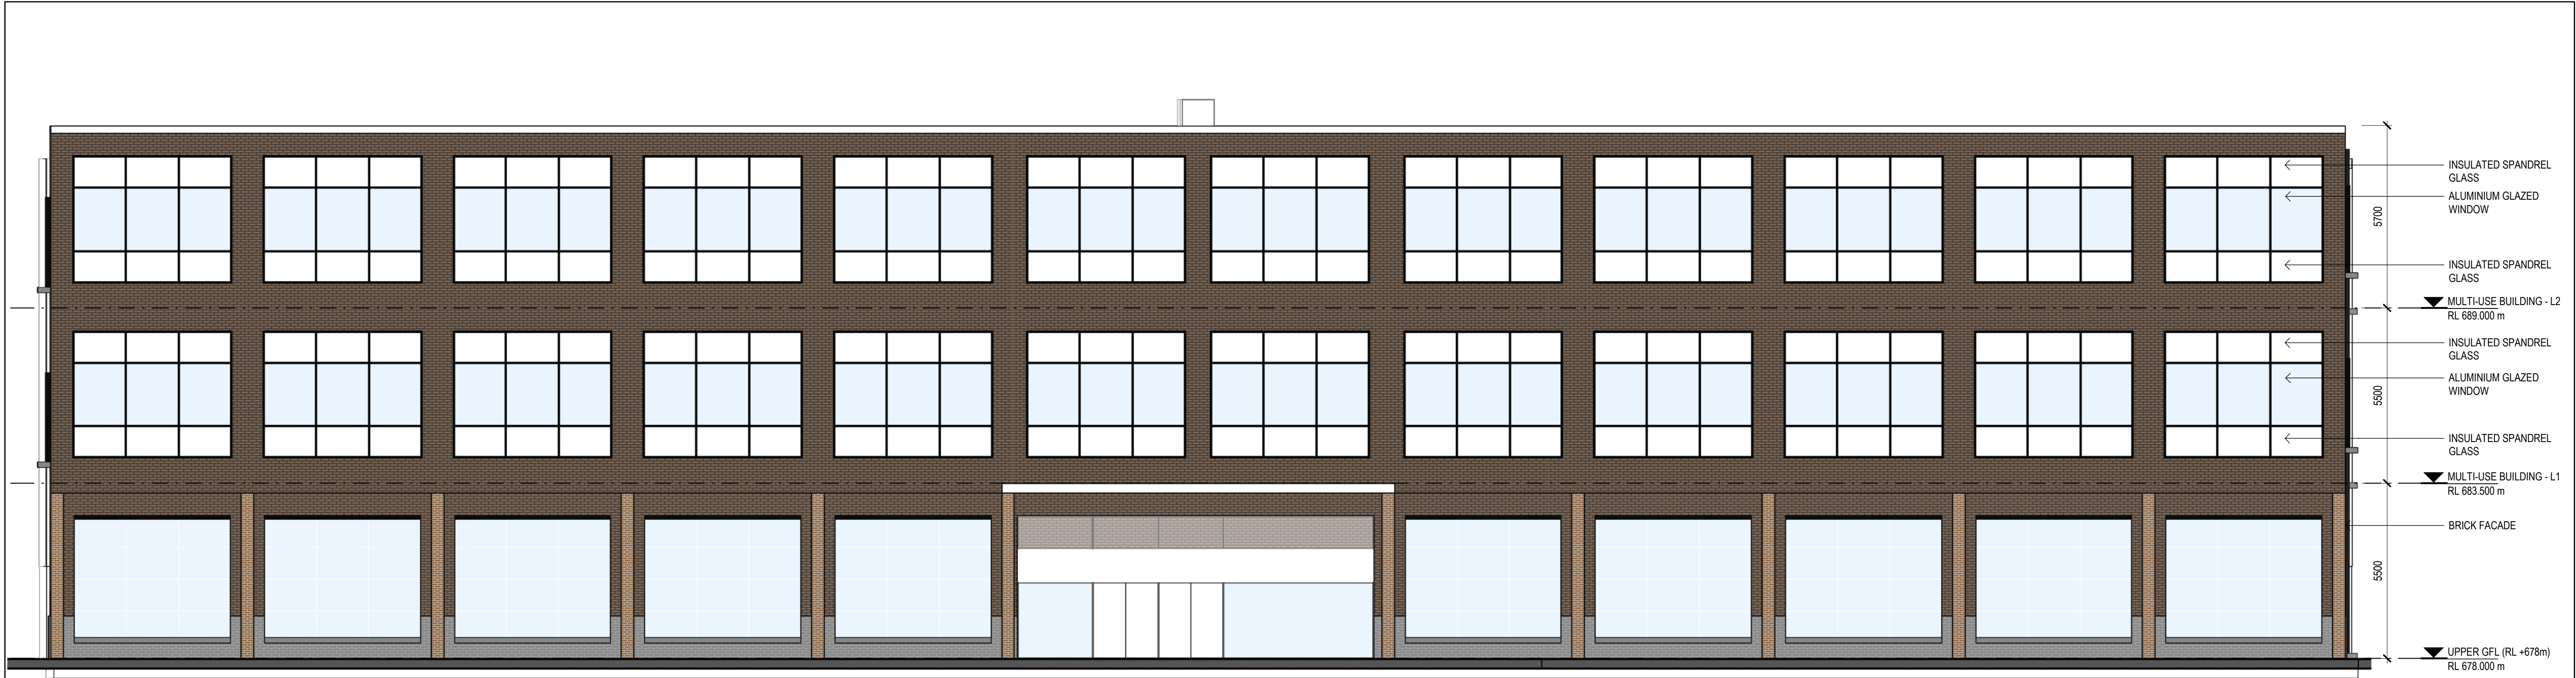 INSULATED SPANDREL
GLASS
ALUMINIUM GLAZED
WINDOW
5700
INSULATED SPANDREL
GLASS
MULTI-USE BUILDING - L2
RL 689.000 m
INSULATED SPANDREL
GLASS
ALUMINIUM GLAZED
WINDOW
5500
INSULATED SPANDREL
GLASS
MULTI-USE BUILDING - L1
RL 683.500 m
BRICK FACADE
5500
UPPER GFL (RL +678m)
RL 678.000 m